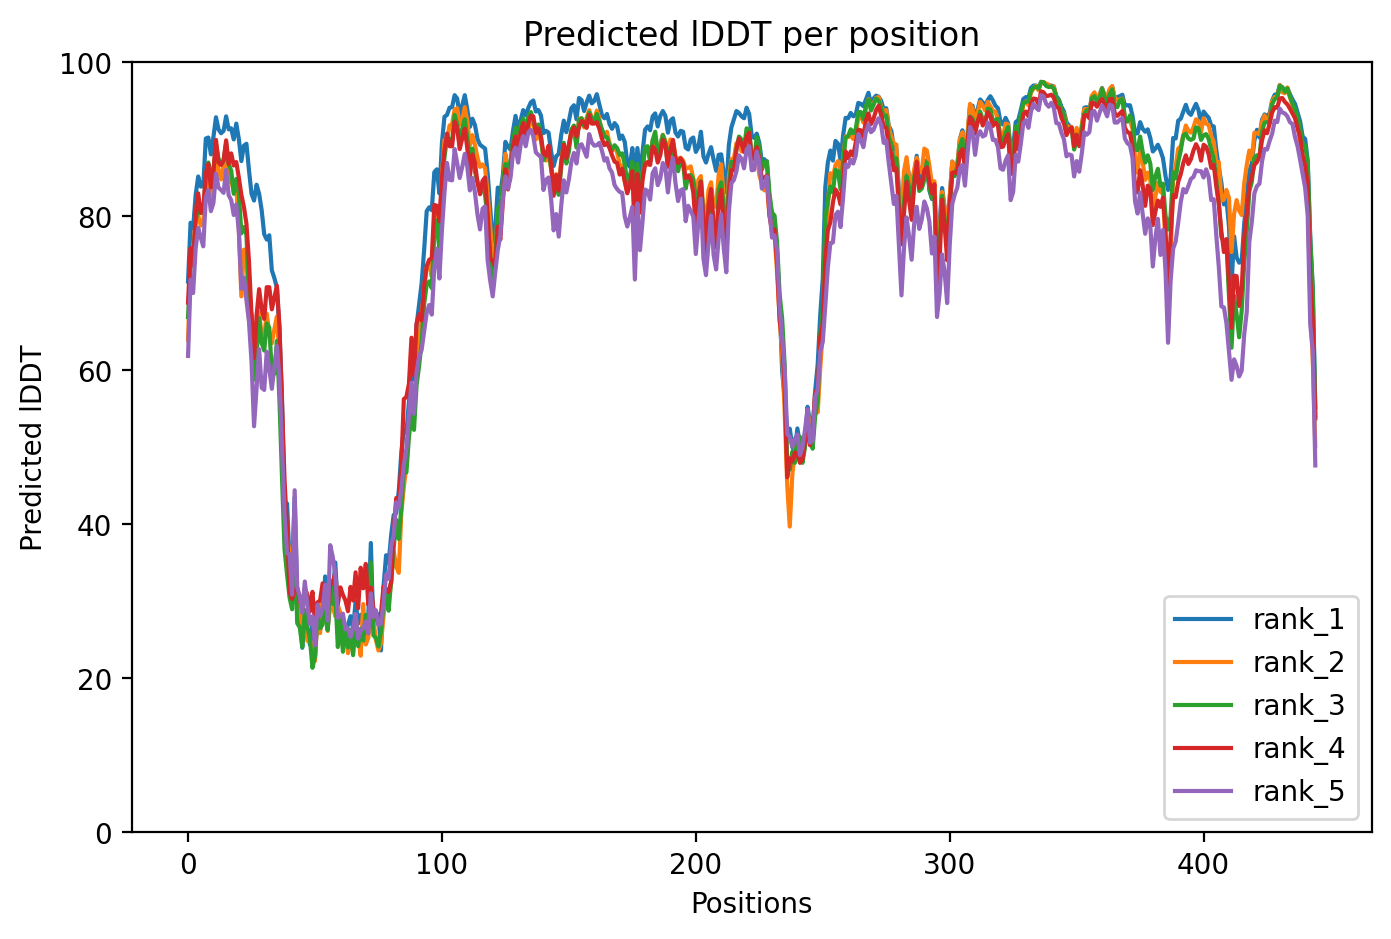 Predicted lDDT per position
100
80
60
40
20
0
Predicted lDDT
0 100 200 300 400
Positions
rank_1
rank_2
rank_3
rank_4
rank_5